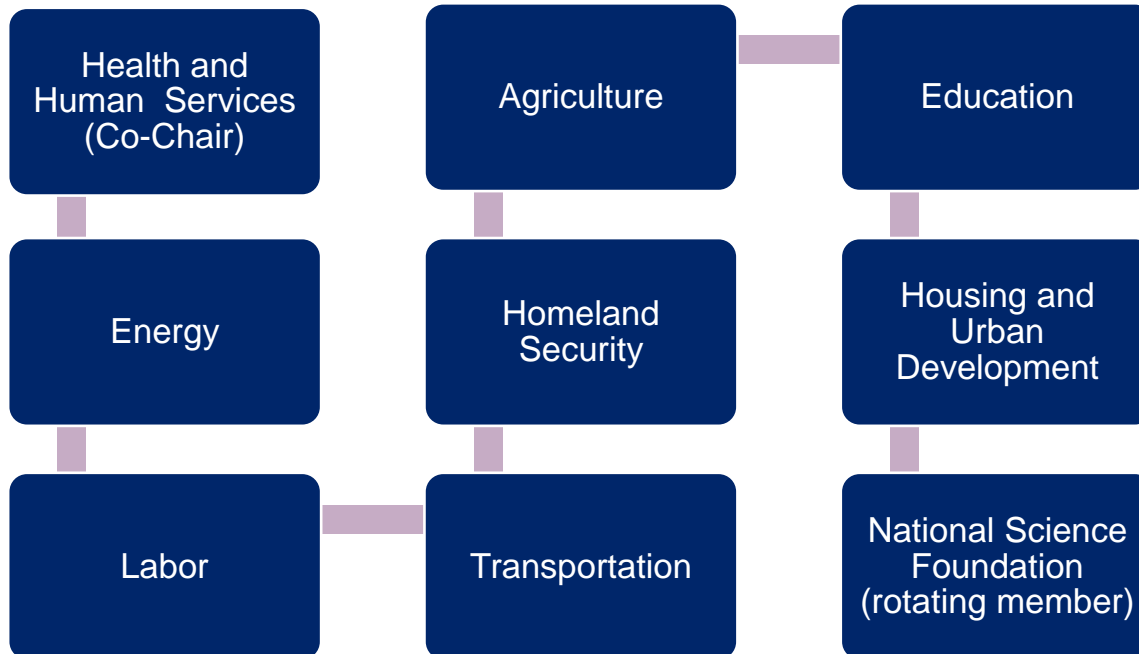 Health and
Human Services
(Co-Chair)
Energy
Labor
Transportation
Homeland
Security
Agriculture
Education
Housing and
Urban
Development
National Science
Foundation
(rotating member)